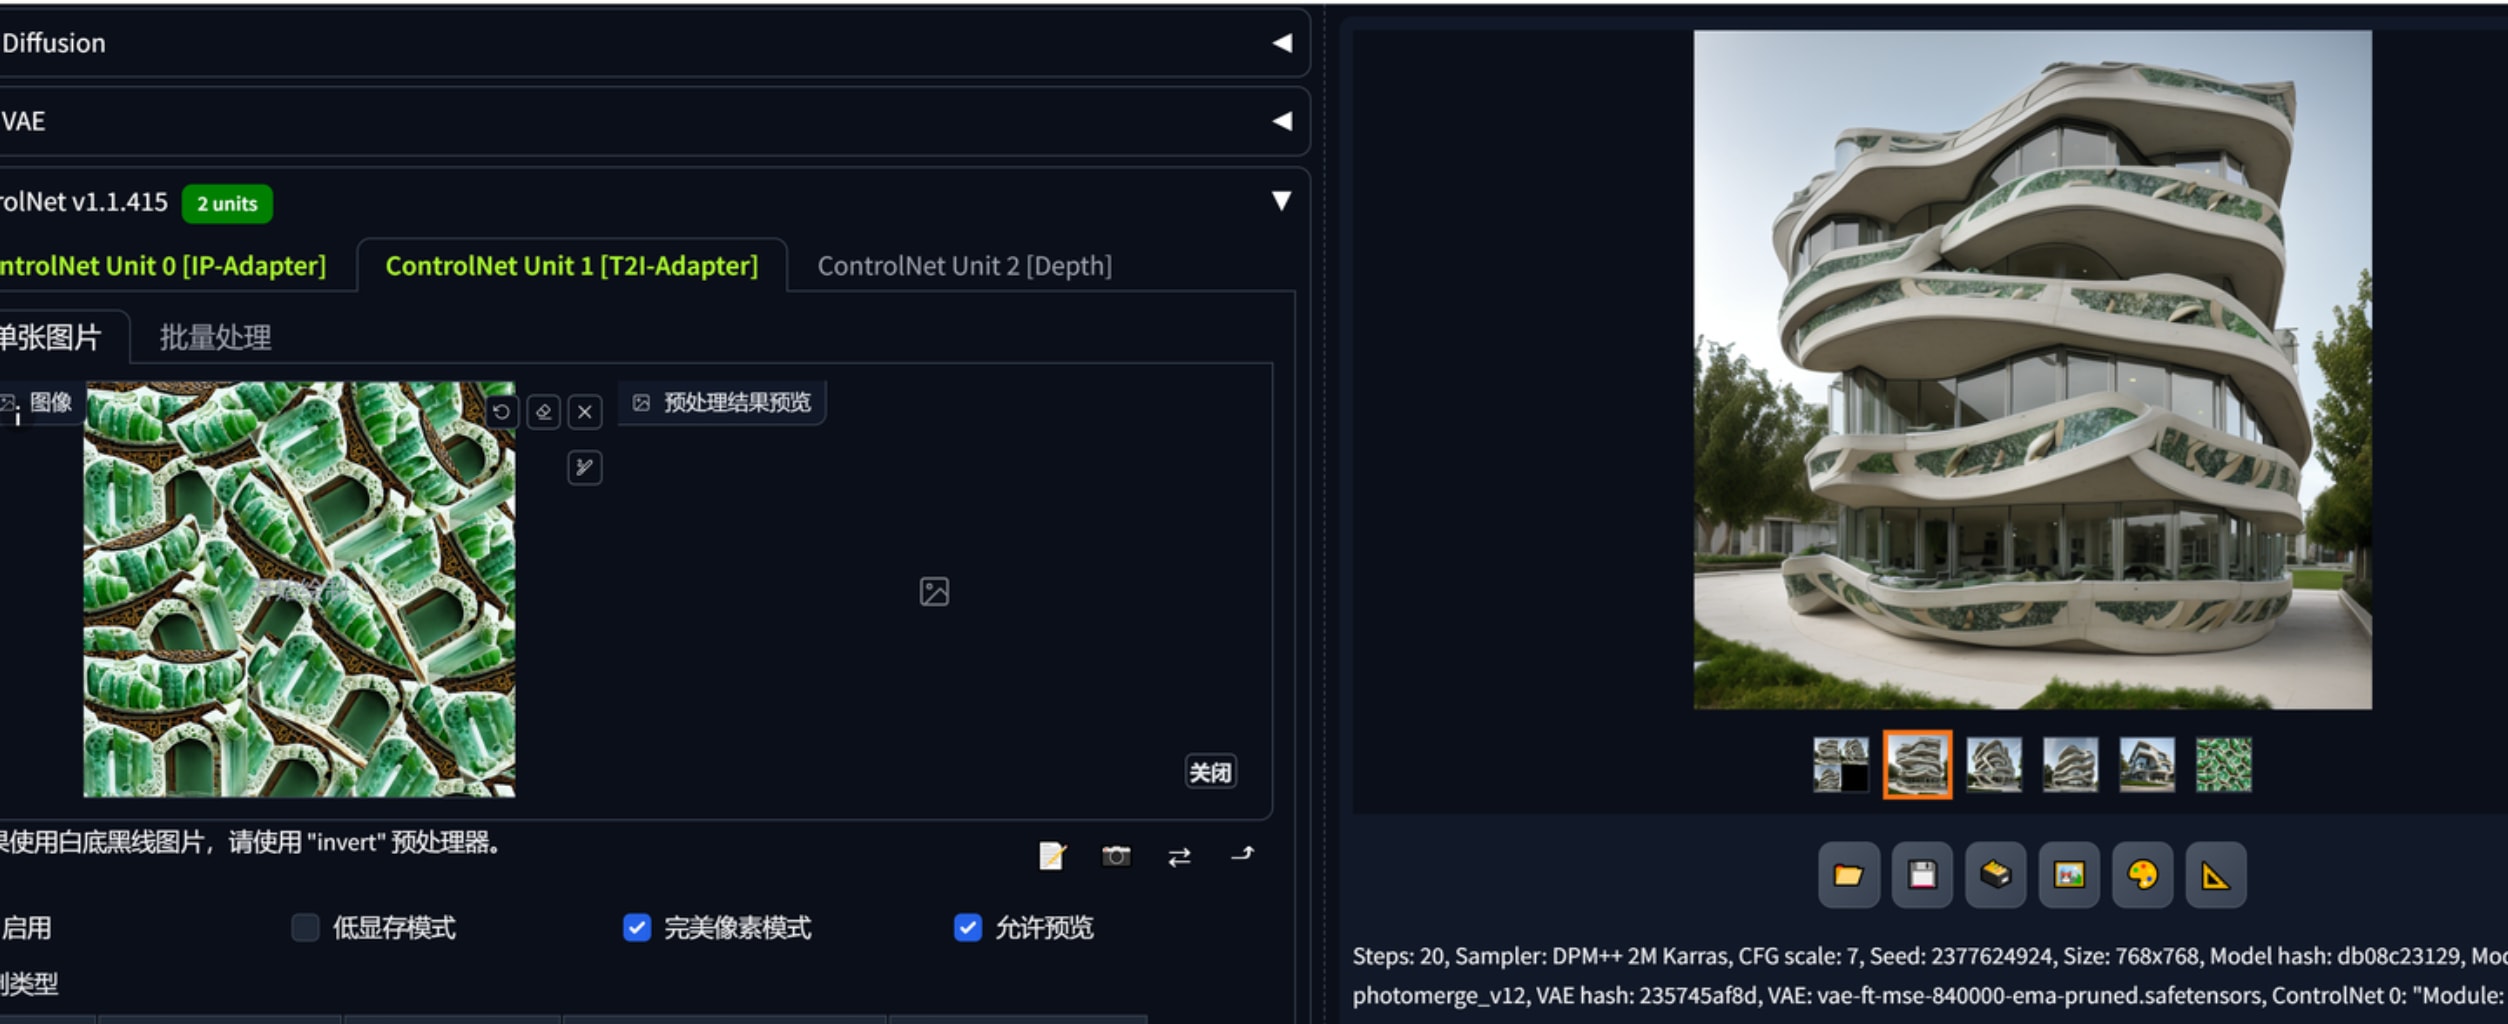 Diffusion
VAE
rolNet v1.1.415
2 units
ntrolNet Unit 0 [IP-Adapter]
ControlNet Unit 1 [T2I-Adapter]
ControlNet Unit 2 [Depth]
单张图片
批量处理
图像
预处理结果预览
关闭
使用白底黑线图片，请使用 "invert" 预处理器。
启用
低显存模式
完美像素模式
允许预览
类型
Steps: 20, Sampler: DPM++ 2M Karras, CFG scale: 7, Seed: 2377624924, Size: 768x768, Model hash: db08c23129, Mod
photomerge_v12, VAE hash: 235745af8d, VAE: vae-ft-mse-840000-ema-pruned.safetensors, ControlNet 0: "Module: